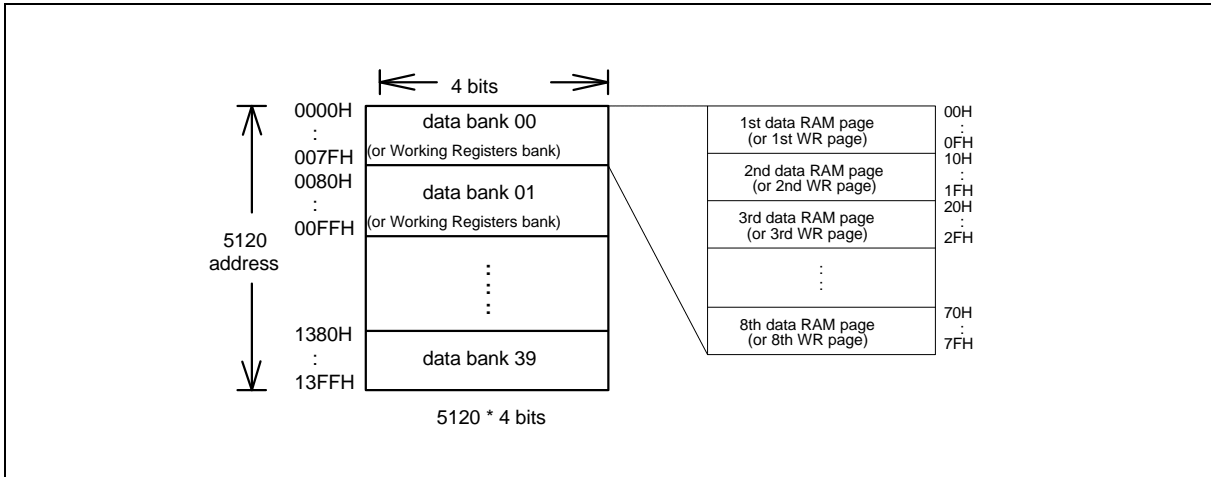 4 bits
0000H
:
007FH
0080H
:
00FFH
1380H
:
13FFH
5120
address
data bank 00
(or Working Registers bank)
data bank 01
(or Working Registers bank)
:
:
data bank 39
5120 * 4 bits
1st data RAM page
(or 1st WR page)
2nd data RAM page
(or 2nd WR page)
3rd data RAM page
(or 3rd WR page)
:
:
8th data RAM page
(or 8th WR page)
00H
:
0FH
10H
:
1FH
20H
:
2FH
70H
:
7FH